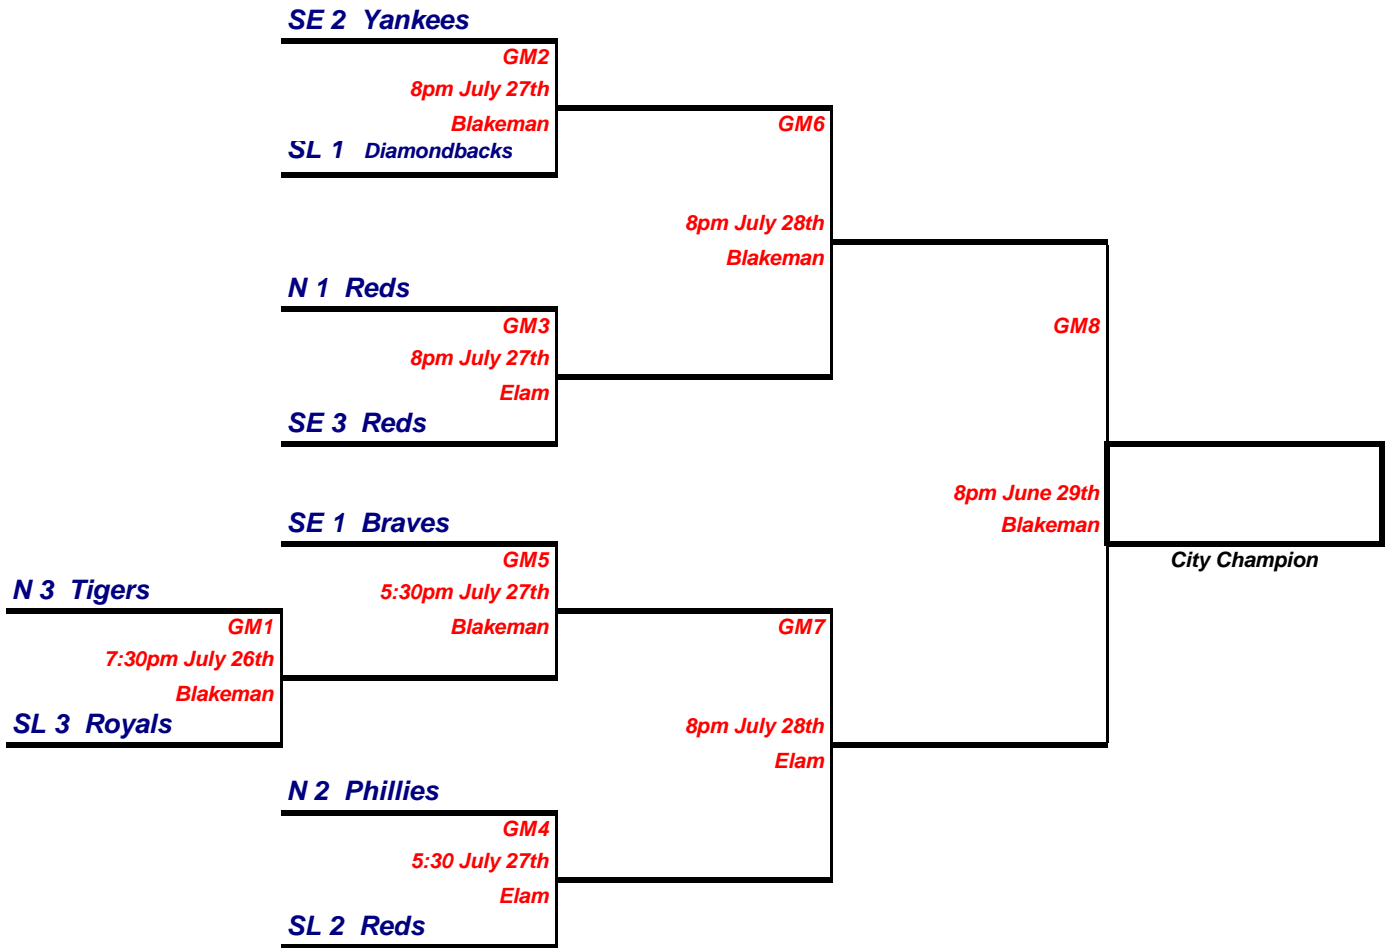 SE 2 Yankees
GM2
8pm July 27th
Blakeman
SL 1 Diamondbacks
GM6
8pm July 28th
Blakeman
N 1 Reds
GM3
8pm July 27th
Elam
SE 3 Reds
GM8
8pm June 29th
Blakeman
City Champion
SE 1 Braves
GM5
5:30pm July 27th
Blakeman
N 3 Tigers
GM1
7:30pm July 26th
Blakeman
SL 3 Royals
GM7
8pm July 28th
Elam
N 2 Phillies
GM4
5:30 July 27th
Elam
SL 2 Reds